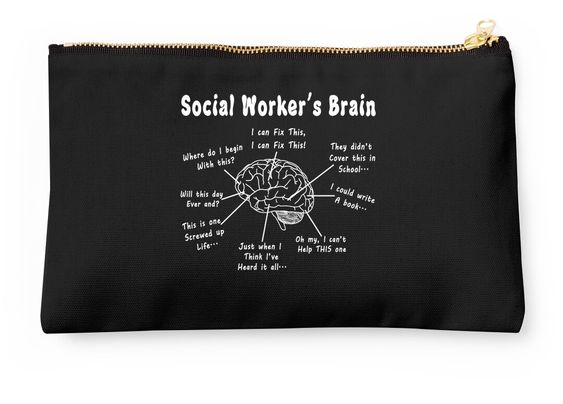 Social Worker's Brain
I can Fix This,
I can Fix This!
Where do I begin
With this?
They didn't
Cover this in
School...
Will this day
Ever and?
I could write
A book...
This is one
Screwed up
Life...
Just when I
Think I've
Heard it all...
Oh my, I can't
Help THIS one